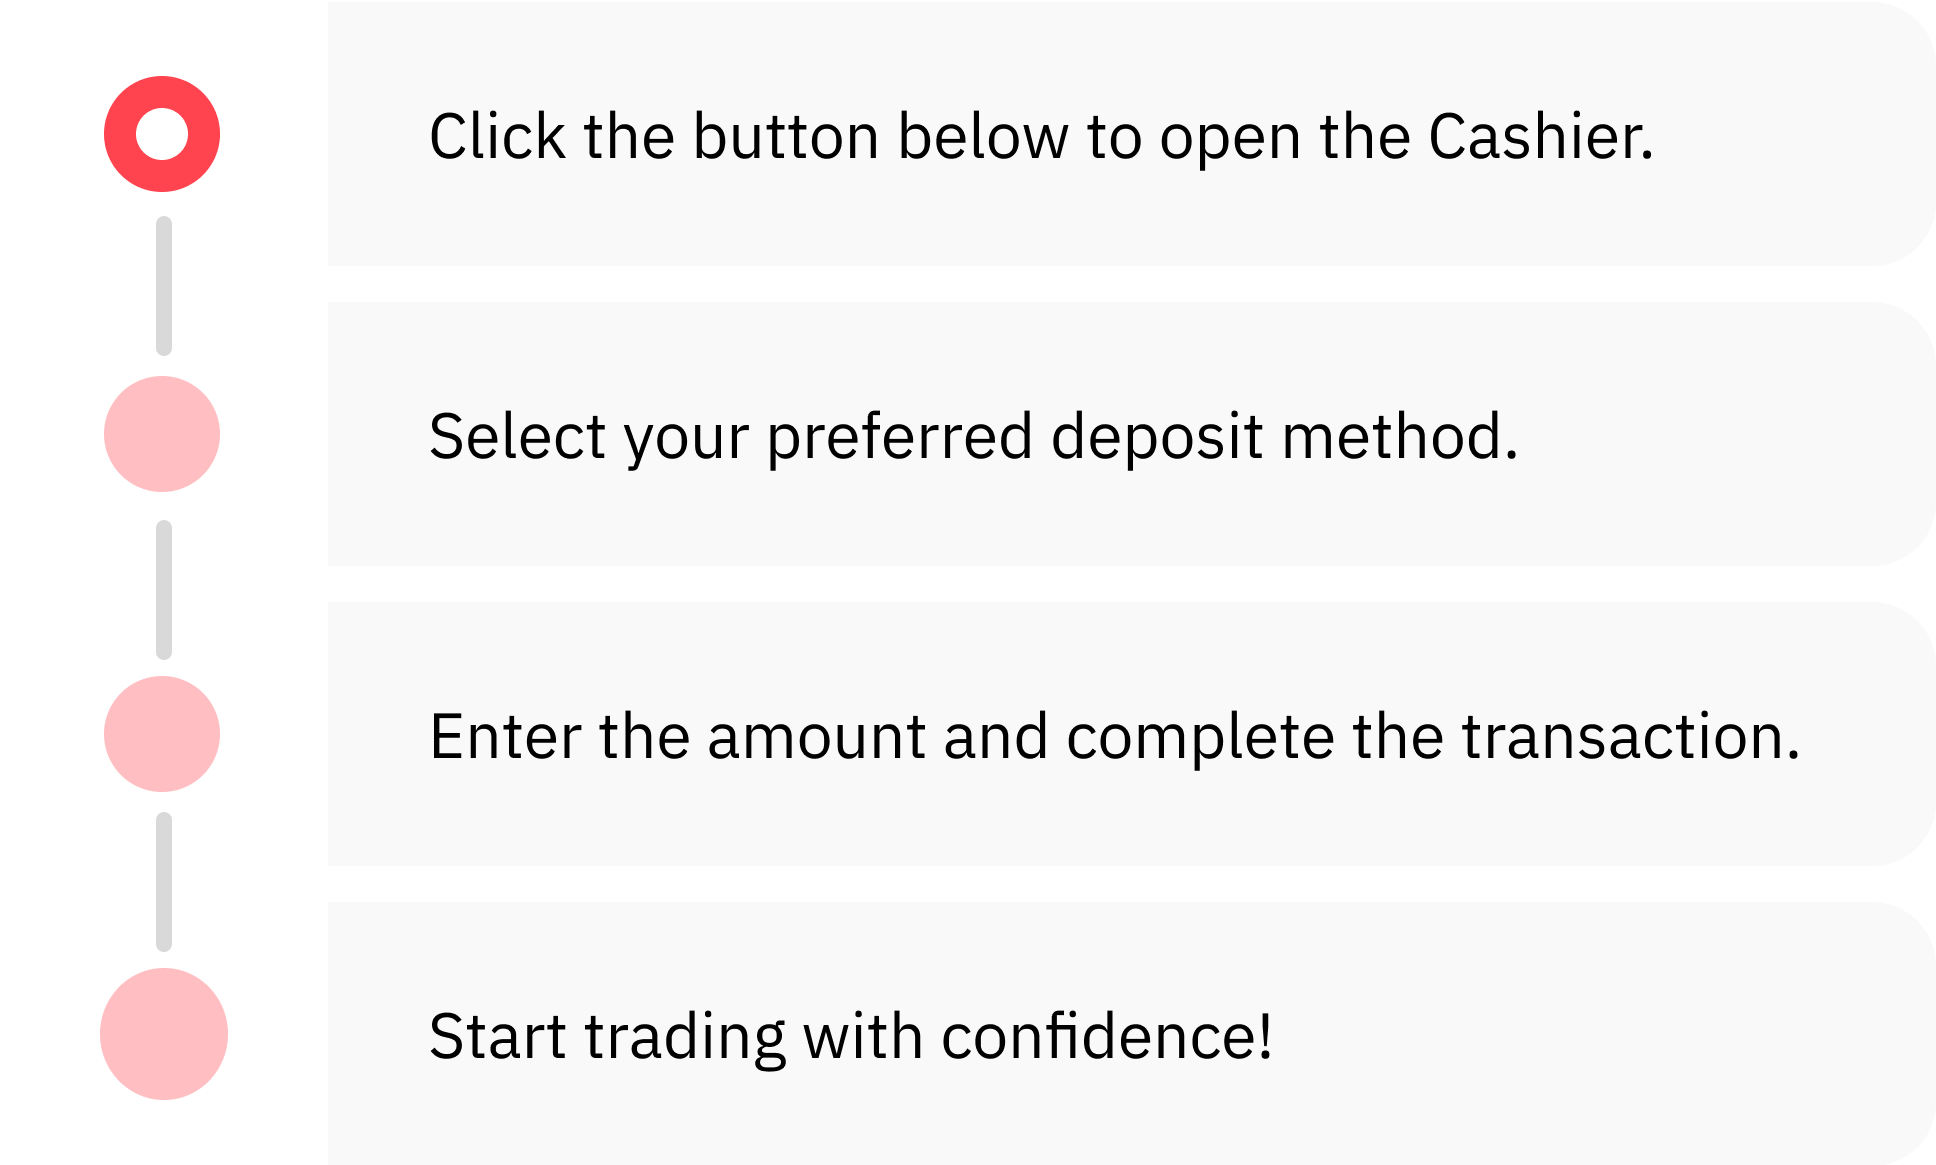 Click the button below to open the Cashier.
Select your preferred deposit method.
Enter the amount and complete the transaction.
Start trading with confidence!